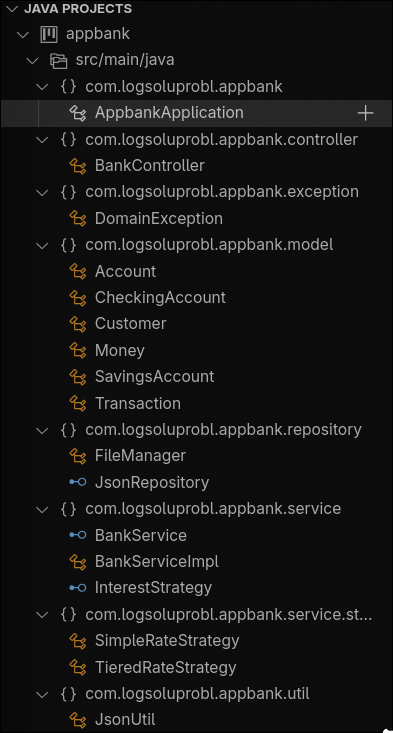 JAVA PROJECTS
appbank
src/main/java
{} com.logsoluprobl.appbank
AppbankApplication
{} com.logsoluprobl.appbank.controller
BankController
{} com.logsoluprobl.appbank.exception
DomainException
{} com.logsoluprobl.appbank.model
Account
CheckingAccount
Customer
Money
SavingsAccount
Transaction
{} com.logsoluprobl.appbank.repository
FileManager
JsonRepository
{} com.logsoluprobl.appbank.service
BankService
BankServiceImpl
InterestStrategy
{} com.logsoluprobl.appbank.service.st...
SimpleRateStrategy
TieredRateStrategy
{} com.logsoluprobl.appbank.util
JsonUtil